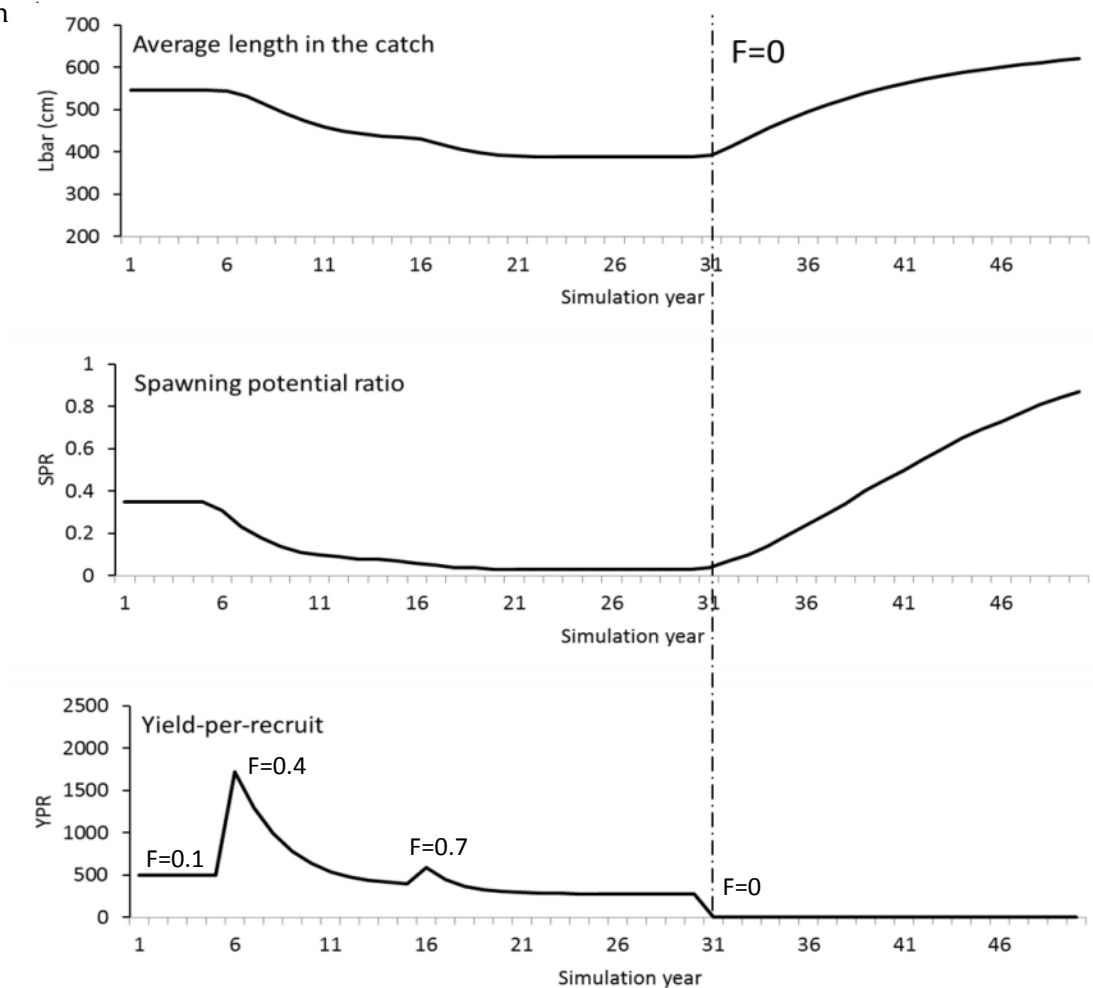 n
700
Average length in the catch
F=0
600
500
400
300
200
Lbar (cm)
1 6 11 16 21 26 31 36 41 46
Simulation year
1
Spawning potential ratio
0.8
0.6
0.4
0.2
0
SPR
1 6 11 16 21 26 31 36 41 46
Simulation year
2500
Yield-per-recruit
2000
F=0.4
1500
1000
F=0.7
F=0.1
500
F=0
0
YPR
1 6 11 16 21 26 31 36 41 46
Simulation year